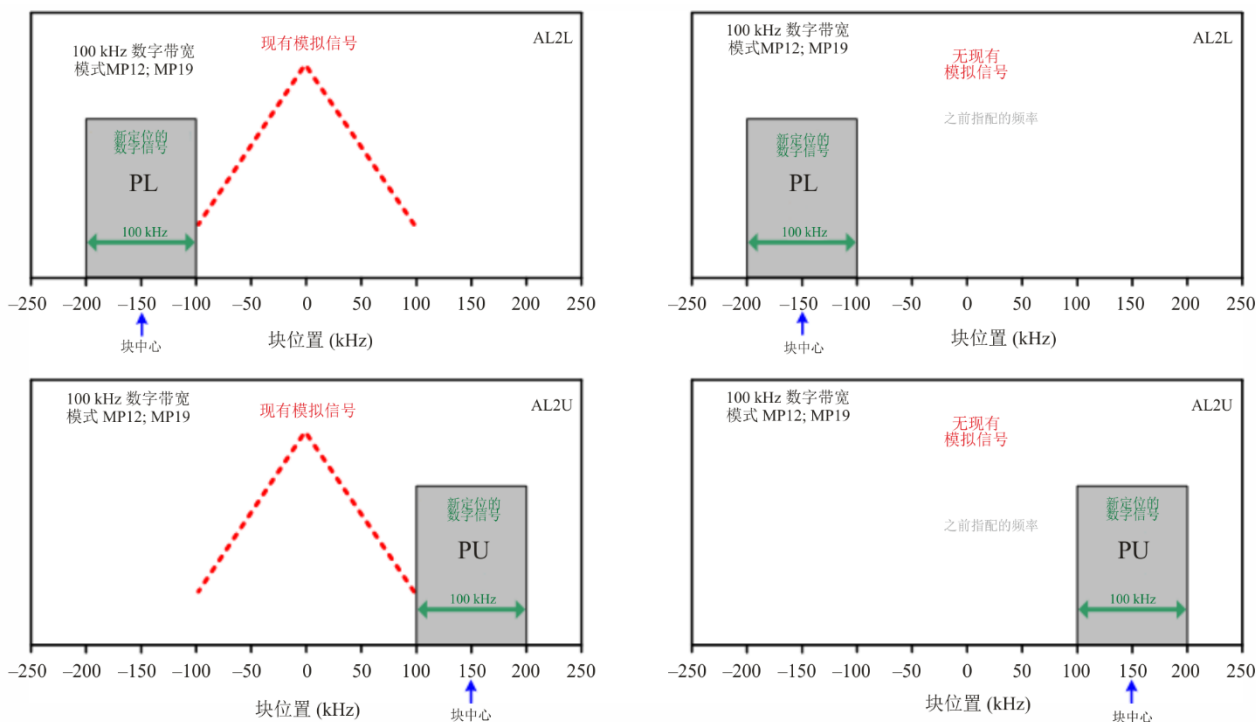 100 kHz 数字带宽
模式MP12; MP19
现有模拟信号
AL2L
新定位的
数字信号
PL
100 kHz
–250 –200 –150 –100 –50 0 50 100 150 200 250
块位置 (kHz)
块中心
100 kHz 数字带宽
模式MP12; MP19
无现有
模拟信号
AL2L
之前指配的频率
新定位的
数字信号
PL
100 kHz
–250 –200 –150 –100 –50 0 50 100 150 200 250
块位置 (kHz)
块中心
100 kHz 数字带宽
模式 MP12; MP19
现有模拟信号
AL2U
新定位的
数字信号
PU
100 kHz
–250 –200 –150 –100 –50 0 50 100 150 200 250
块位置 (kHz)
块中心
100 kHz 数字带宽
模式 MP12; MP19
无现有
模拟信号
AL2U
之前指配的频率
新定位的
数字信号
PU
100 kHz
–250 –200 –150 –100 –50 0 50 100 150 200 250
块位置 (kHz)
块中心